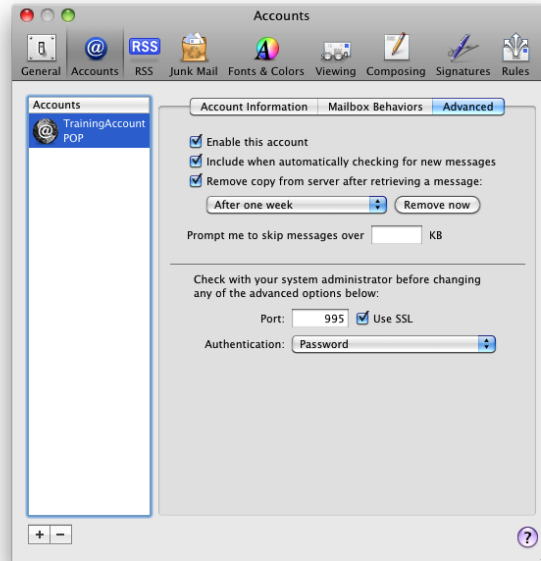 Accounts
General Accounts RSS Junk Mail Fonts & Colors Viewing Composing Signatures Rules
RSS
@
Accounts
TrainingAccount
POP
@
Account Information Mailbox Behaviors Advanced
Enable this account
Include when automatically checking for new messages
Remove copy from server after retrieving a message:
After one week Remove now
Prompt me to skip messages over KB
Check with your system administrator before changing
any of the advanced options below:
Port: 995 Use SSL
Authentication: Password
+ −
?